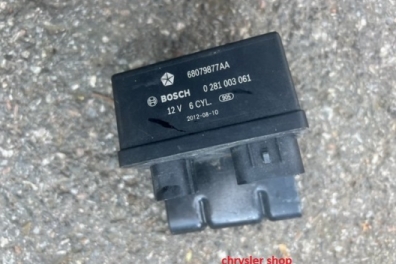 68079877AA
BOSCH 0 281 003 061
12 V 6 CYL.
2012-08-10
chrysler shop